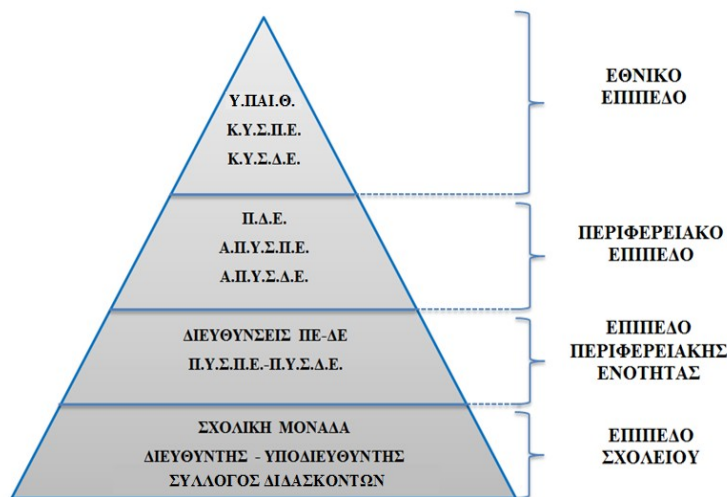 Υ.ΠΑΙ.Θ.
Κ.Υ.Σ.Π.Ε.
Κ.Υ.Σ.Δ.Ε.
ΕΘΝΙΚΟ
ΕΠΙΠΕΔΟ
Π.Δ.Ε.
Α.Π.Υ.Σ.Π.Ε.
Α.Π.Υ.Σ.Δ.Ε.
ΠΕΡΙΦΕΡΕΙΑΚΟ
ΕΠΙΠΕΔΟ
ΔΙΕΥΘΥΝΣΕΙΣ ΠΕ-ΔΕ
Π.Υ.Σ.Π.Ε.-Π.Υ.Σ.Δ.Ε.
ΕΠΙΠΕΔΟ
ΠΕΡΙΦΕΡΕΙΑΚΗΣ
ΕΝΟΤΗΤΑΣ
ΣΧΟΛΙΚΗ ΜΟΝΑΔΑ
ΔΙΕΥΘΥΝΤΗΣ - ΥΠΟΔΙΕΥΘΥΝΤΗΣ
ΣΥΛΛΟΓΟΣ ΔΙΔΑΣΚΟΝΤΩΝ
ΕΠΙΠΕΔΟ
ΣΧΟΛΕΙΟΥ